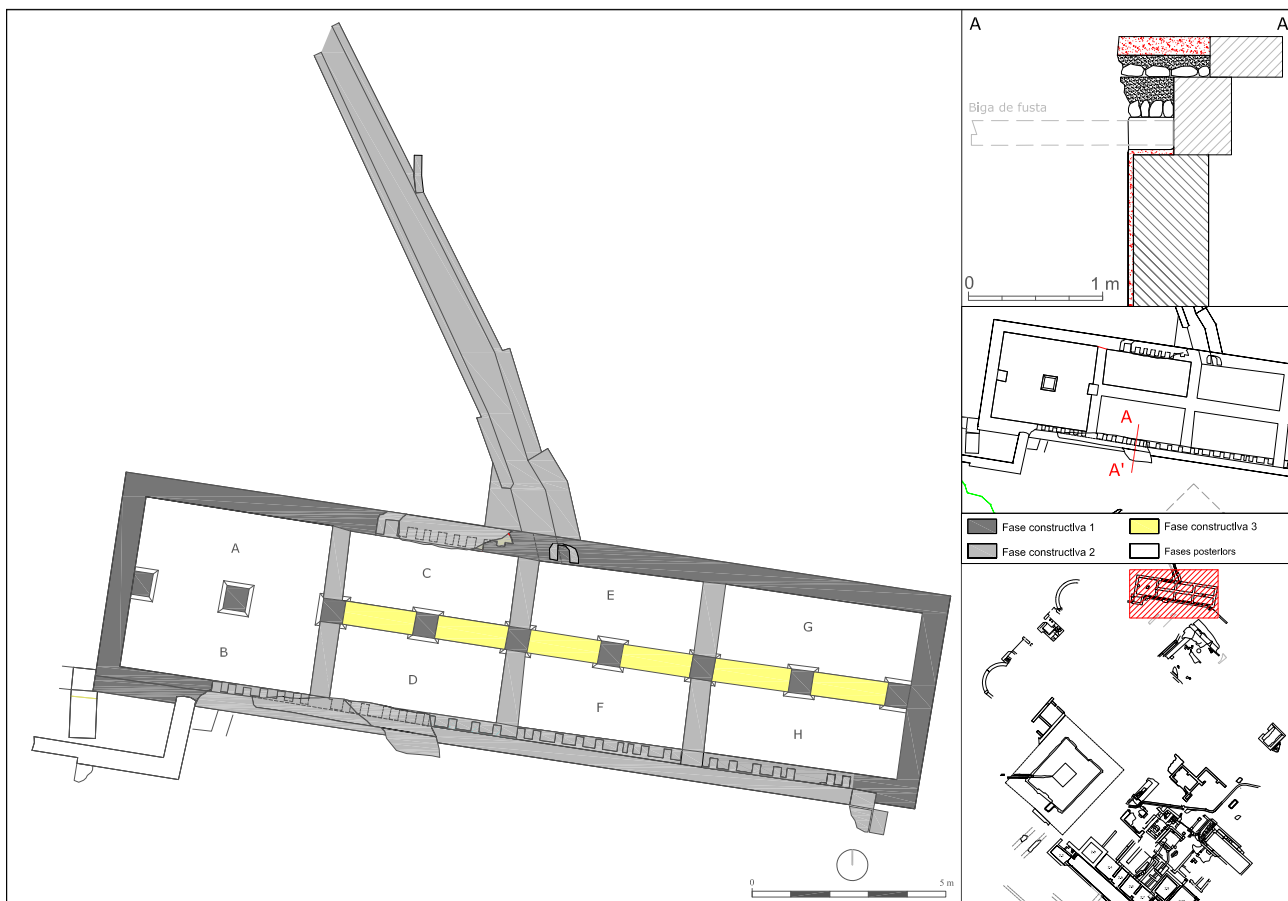 A
B
C
D
E
F
G
H
0 5 m
A A
Biga de fusta
0 1 m
A
A'
Fase constructIva 1 Fase constructIva 3
Fase constructIva 2 Fases posterIors